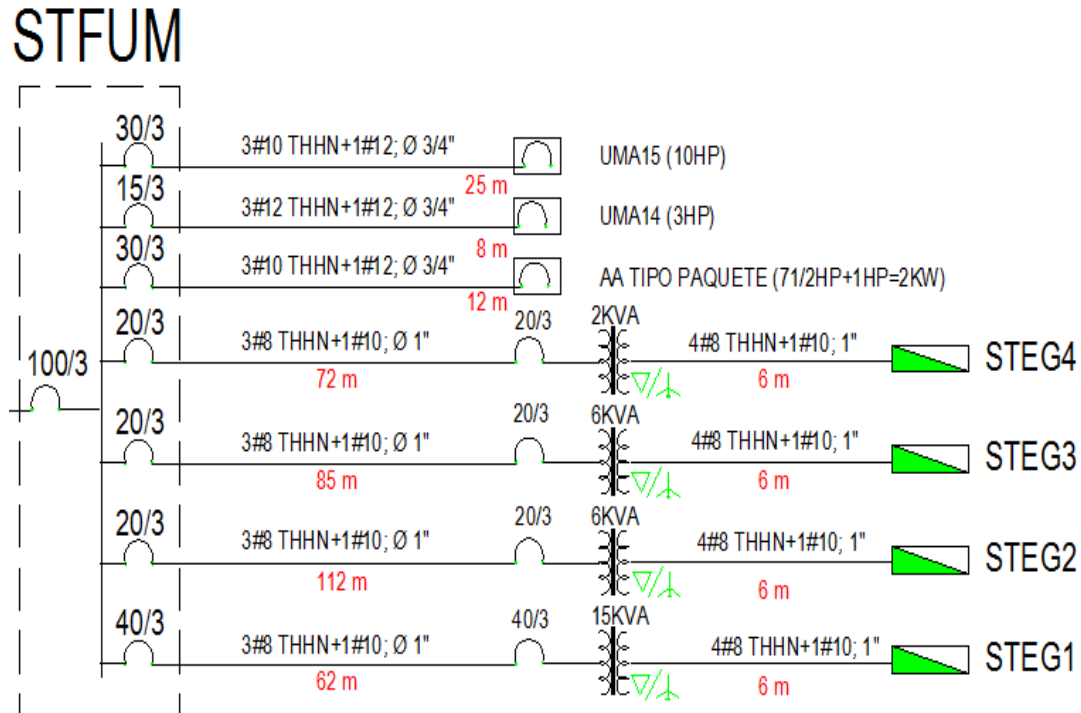 STFUM
30/3 3#10 THHN+1#12; Ø 3/4" UMA15 (10HP)
25 m
15/3 3#12 THHN+1#12; Ø 3/4" UMA14 (3HP)
8 m
30/3 3#10 THHN+1#12; Ø 3/4" AA TIPO PAQUETE (71/2HP+1HP=2KW)
12 m
20/3 3#8 THHN+1#10; Ø 1" 20/3 2KVA 4#8 THHN+1#10; 1" STEG4
72 m 6 m
100/3
20/3 3#8 THHN+1#10; Ø 1" 20/3 6KVA 4#8 THHN+1#10; 1" STEG3
85 m 6 m
20/3 3#8 THHN+1#10; Ø 1" 20/3 6KVA 4#8 THHN+1#10; 1" STEG2
112 m 6 m
40/3 3#8 THHN+1#10; Ø 1" 40/3 15KVA 4#8 THHN+1#10; 1" STEG1
62 m 6 m